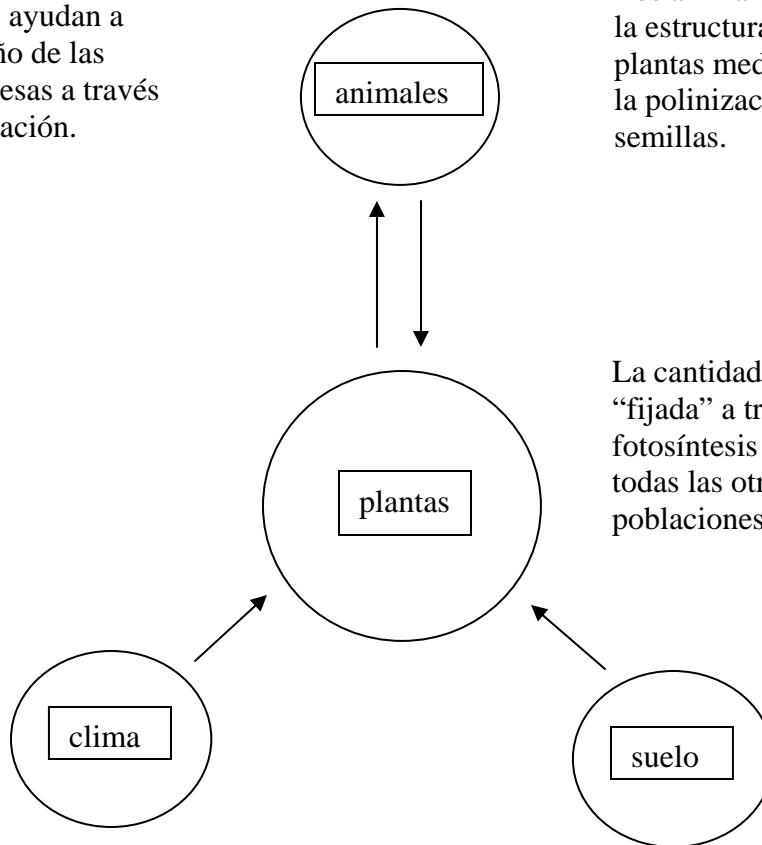 ayudan a
ño de las
esas a través
ación.
animales
la estructura
plantas med
la polinizac
semillas.
La cantidad
“fijada” a tr
fotosíntesis
todas las otr
poblaciones
plantas
clima
suelo